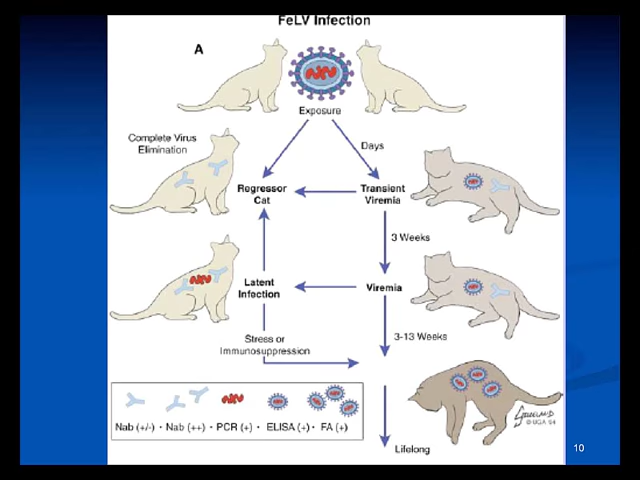 FeLV Infection
A
Exposure
Complete Virus
Elimination
Days
Regressor
Cat
Transient
Viremia
3 Weeks
Latent
Infection
Viremia
3-13 Weeks
Stress or
Immunosuppression
Nab (+/-) · Nab (++) · PCR (+) · ELISA (+) · FA (+)
Lifelong
© UGA 94
10